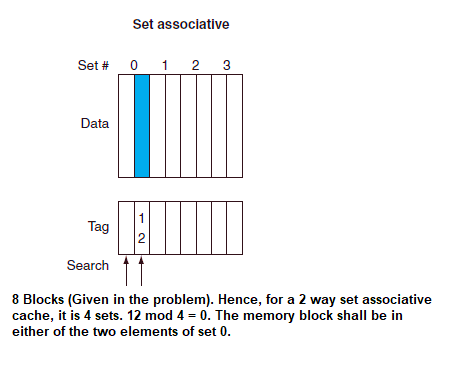 Set associative
Set # 0 1 2 3
Data
Tag
1
2
Search
8 Blocks (Given in the problem). Hence, for a 2 way set associative
cache, it is 4 sets. 12 mod 4 = 0. The memory block shall be in
either of the two elements of set 0.